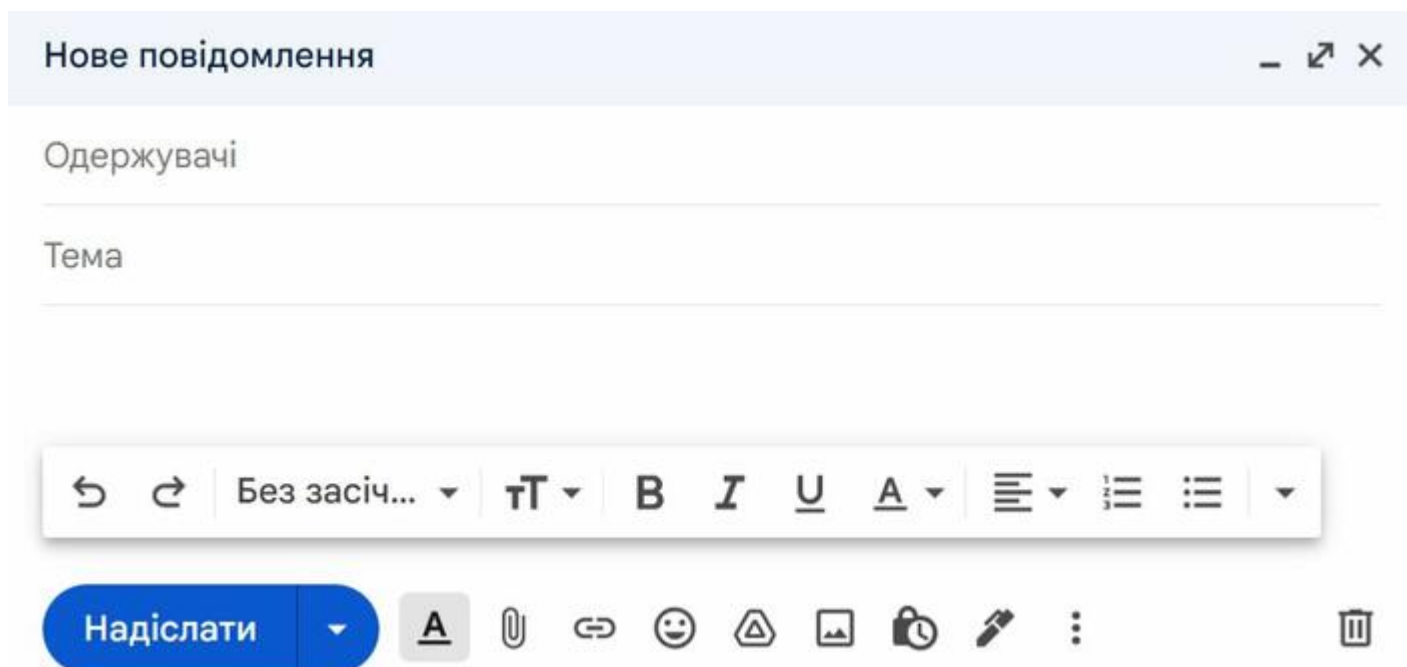 Нове повідомлення
Одержувачі
Тема
Без засіч...
Надіслати